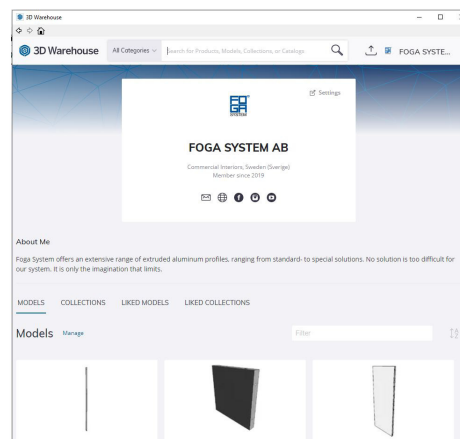 3D Warehouse
3D Warehouse
All Categories
Search for Products, Models, Collections, or Catalogs
FOGA SYSTE...
FOGA
SYSTEM
Settings
FOGA SYSTEM AB
Commercial Interiors, Sweden (Sverige)
Member since 2019
About Me
Foga System offers an extensive range of extruded aluminum profiles, ranging from standard- to special solutions. No solution is too difficult for
our system. It is only the imagination that limits.
MODELS COLLECTIONS LIKED MODELS LIKED COLLECTIONS
Models Manage
Filter